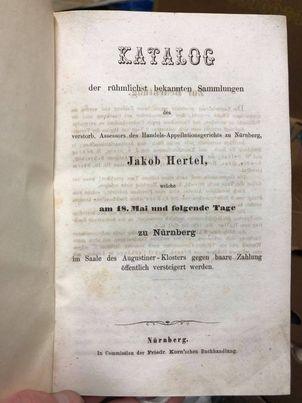 KATALOG
der rühmlichst bekannten Sammlungen
des
verstorb. Assessors des Handels-Appellationsgerichts zu Nürnberg,
Jakob Hertel,
welche
am 18. Mai und folgende Tage
zu Nürnberg
im Saale des Augustiner-Klosters gegen baare Zahlung
öffentlich versteigert werden.
Nürnberg.
In Commission der Friedr. Korn'schen Buchhandlung.